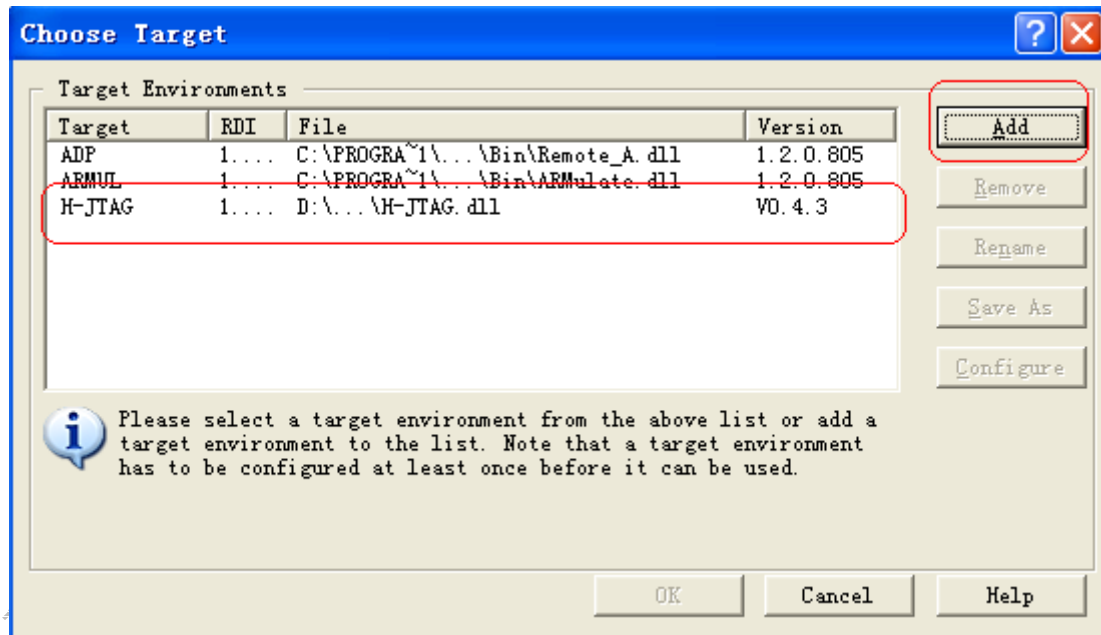 Choose Target
Target Environments
Target RDI File Version
ADP 1.... C:\PROGRA~1\...\Bin\Remote_A.dll 1.2.0.805
ARMUL 1.... C:\PROGRA~1\...\Bin\ARMulate.dll 1.2.0.805
H-JTAG 1.... D:\...\H-JTAG.dll V0.4.3
Add
Remove
Rename
Save As
Configure
Please select a target environment from the above list or add a
target environment to the list. Note that a target environment
has to be configured at least once before it can be used.
OK Cancel Help